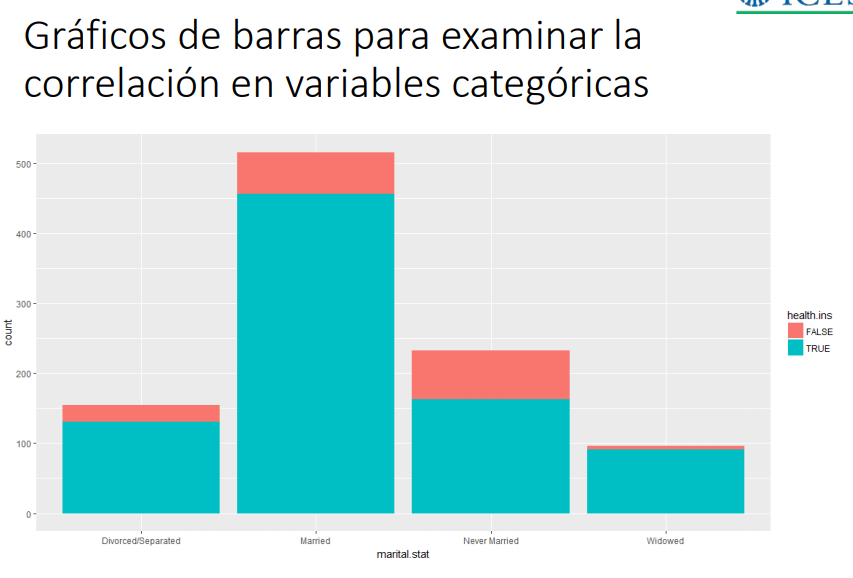 Gráficos de barras para examinar la
correlación en variables categóricas
500
400
300
200
100
0
count
Divorced/Separated
Married
Never Married
Widowed
marital.stat
health.ins
FALSE
TRUE